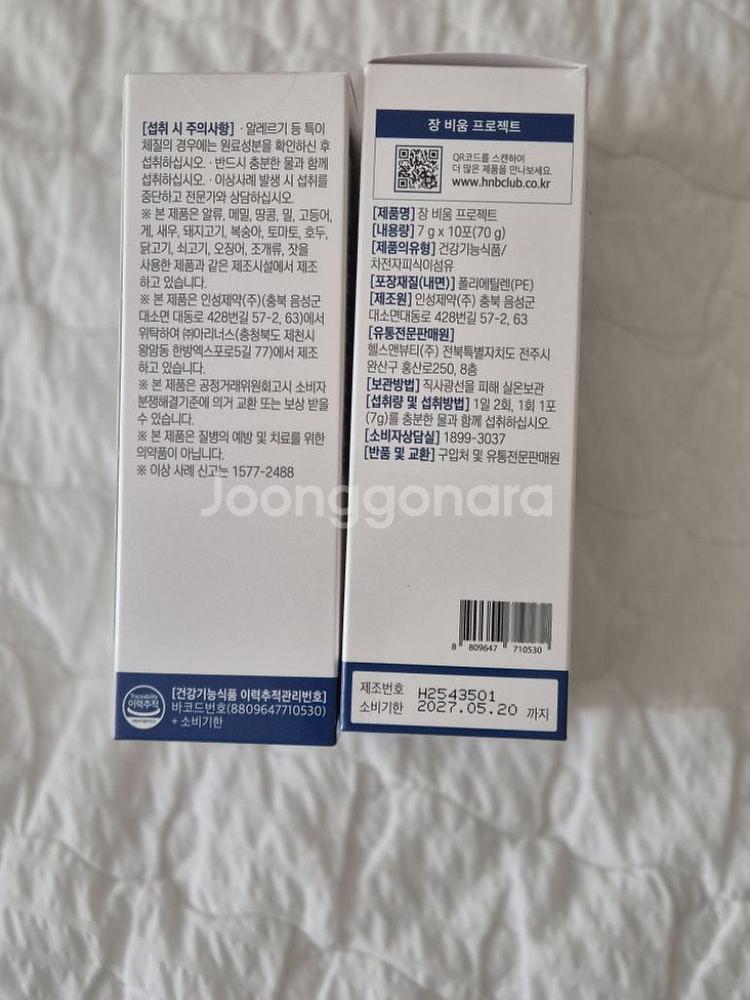 [섭취 시 주의사항] · 알레르기 등 특이
체질의 경우에는 원료성분을 확인하신 후
섭취하십시오. · 반드시 충분한 물과 함께
섭취하십시오. · 이상사례 발생 시 섭취를
중단하고 전문가와 상담하십시오.
※ 본 제품은 알류, 메밀, 땅콩, 밀, 고등어,
게, 새우, 돼지고기, 복숭아, 토마토, 호두,
닭고기, 쇠고기, 오징어, 조개류, 잣을
사용한 제품과 같은 제조시설에서 제조
하고 있습니다.
※ 본 제품은 인성제약(주)(충북 음성군
대소면 대동로 428번길 57-2, 63)에서
위탁하여 ㈜아리너스(충청북도 제천시
왕암동 한방엑스포로5길 77)에서 제조
하고 있습니다.
※ 본 제품은 공정거래위원회고시 소비자
분쟁해결기준에 의거 교환 또는 보상 받을
수 있습니다.
※ 본 제품은 질병의 예방 및 치료를 위한
의약품이 아닙니다.
※ 이상 사례 신고는 1577-2488
Traceability
이력추적
[건강기능식품 이력추적관리번호]
바코드번호(8809647710530)
+ 소비기한
장 비움 프로젝트
QR코드를 스캔하여
더 많은 제품을 만나보세요.
www.hnbclub.co.kr
[제품명] 장 비움 프로젝트
[내용량] 7 g x 10포(70 g)
[제품의유형] 건강기능식품/
차전자피식이섬유
[포장재질(내면)] 폴리에틸렌(PE)
[제조원] 인성제약(주) 충북 음성군
대소면대동로 428번길 57-2, 63
[유통전문판매원]
헬스앤뷰티(주) 전북특별자치도 전주시
완산구 홍산로250, 8층
[보관방법] 직사광선을 피해 실온보관
[섭취량 및 섭취방법] 1일 2회, 1회 1포
(7g)를 충분한 물과 함께 섭취하십시오.
[소비자상담실] 1899-3037
[반품 및 교환] 구입처 및 유통전문판매원
8 809647 710530
제조번호 H2543501
소비기한 2027.05.20 까지
Joonggonara